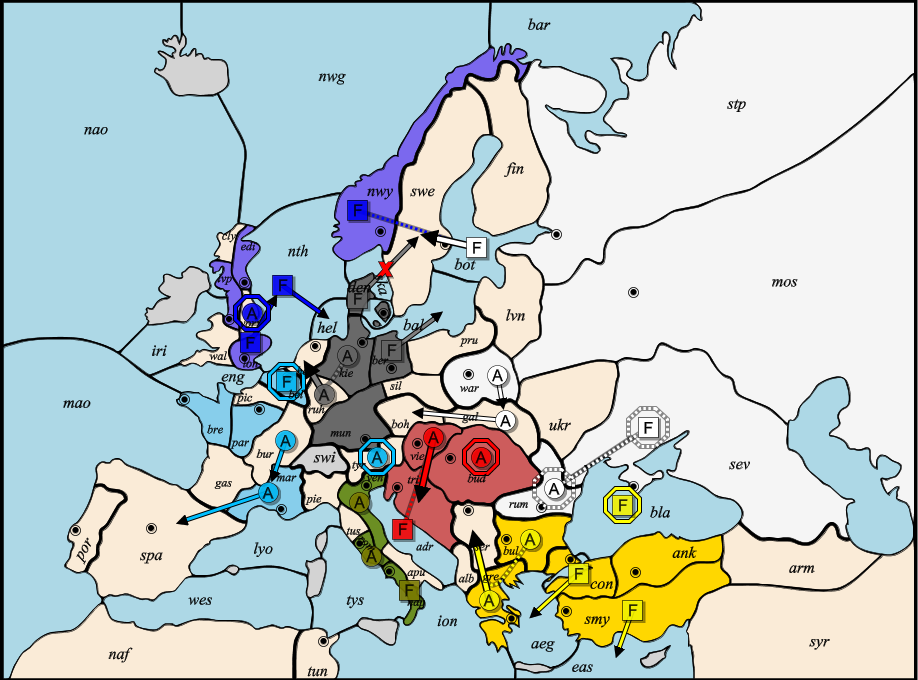 bar
nwg
stp
nao
fin
nwy
swe
cly
edi
F
F
nth
bot
lvp
F
mos
den
ska
F
A
hel
bal
lvn
iri
wal
F
lon
A
kie
ber
F
pru
eng
F
bel
A
ruh
sil
war
A
mao
pic
boh
gal
A
ukr
bre
par
A
bur
mun
A
vie
F
swi
tyr
A
ven
A
bud
sev
gas
A
mar
pie
tri
A
rum
F
bla
por
spa
tus
A
F
adr
ser
bul
A
lyo
A
apu
alb
gre
F
con
ank
arm
wes
tys
F
nap
ion
A
F
smy
naf
tun
aeg
eas
syr